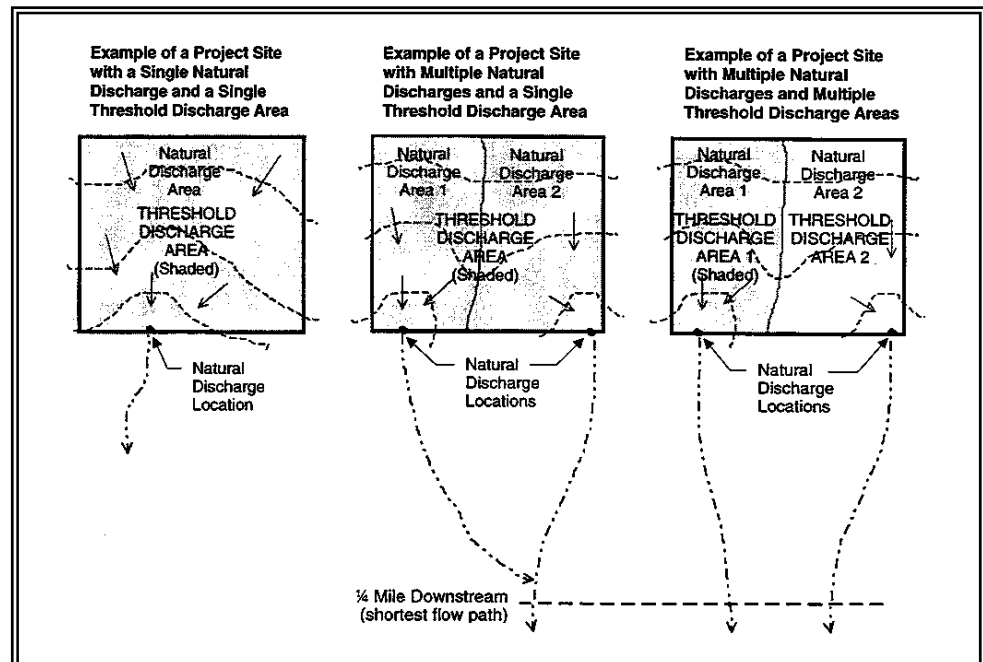 Example of a Project Site
with a Single Natural
Discharge and a Single
Threshold Discharge Area
Natural
Discharge
Area
THRESHOLD
DISCHARGE
AREA
(Shaded)
Natural
Discharge
Location
Example of a Project Site
with Multiple Natural
Discharges and a Single
Threshold Discharge Area
Natural
Discharge
Area 1
Natural
Discharge
Area 2
THRESHOLD
DISCHARGE
AREA
(Shaded)
Natural
Discharge
Locations
Example of a Project Site
with Multiple Natural
Discharges and Multiple
Threshold Discharge Areas
Natural
Discharge
Area 1
Natural
Discharge
Area 2
THRESHOLD
DISCHARGE
AREA 1
(Shaded)
THRESHOLD
DISCHARGE
AREA 2
Natural
Discharge
Locations
¼ Mile Downstream
(shortest flow path)